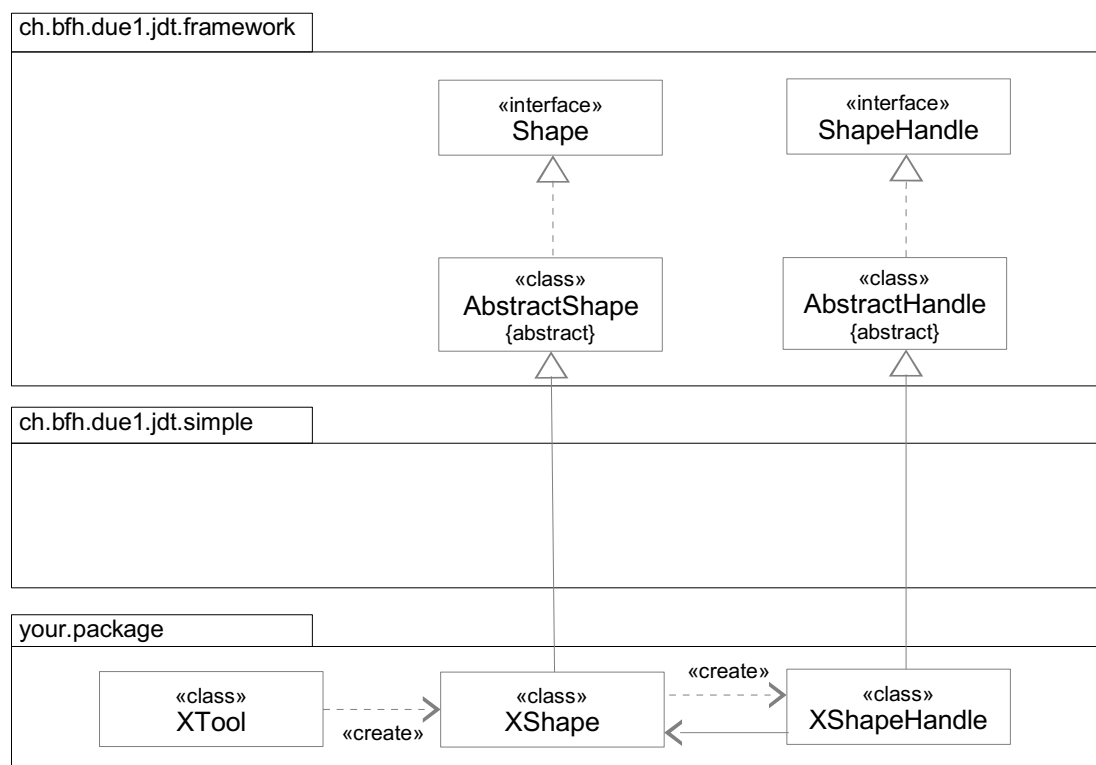 ch.bfh.due1.jdt.framework
«interface»
Shape
«interface»
ShapeHandle
«class»
AbstractShape
{abstract}
«class»
AbstractHandle
{abstract}
ch.bfh.due1.jdt.simple
your.package
«class»
XTool
«create»
«class»
XShape
«create»
«class»
XShapeHandle